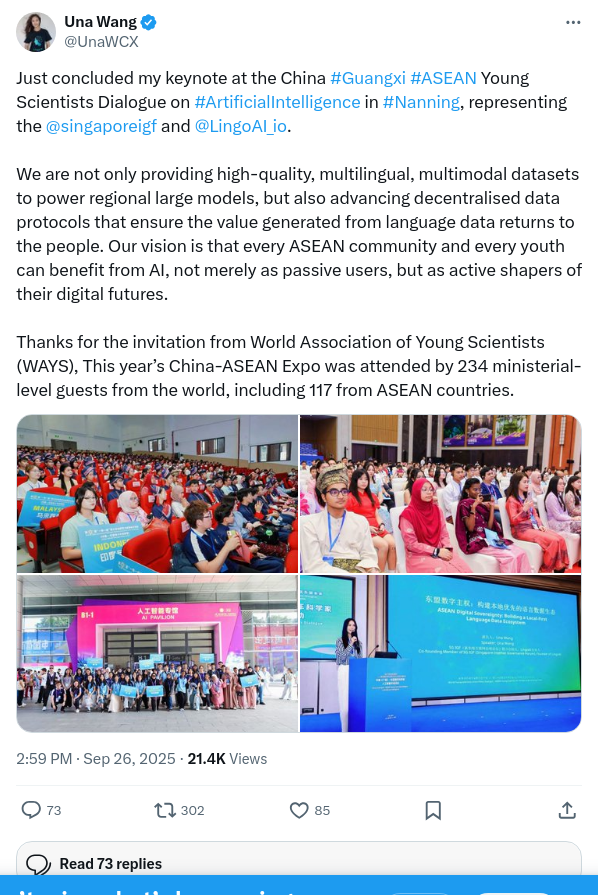 Una Wang
@UnaWCX
Just concluded my keynote at the China #Guangxi #ASEAN Young
Scientists Dialogue on #ArtificialIntelligence in #Nanning, representing
the @singaporeigf and @LingoAI_io.
We are not only providing high-quality, multilingual, multimodal datasets
to power regional large models, but also advancing decentralised data
protocols that ensure the value generated from language data returns to
the people. Our vision is that every ASEAN community and every youth
can benefit from AI, not merely as passive users, but as active shapers of
their digital futures.
Thanks for the invitation from World Association of Young Scientists
(WAYS), This year’s China-ASEAN Expo was attended by 234 ministerial-
level guests from the world, including 117 from ASEAN countries.
MALAY
INDON
印度
B1-1
人工智能专馆
AI PAVILION
东盟数字主权：构建本地优先的语言数据生态
ASEAN Digital Sovereignty: Building a Local-First
Language Data Ecosystem
2:59 PM · Sep 26, 2025 · 21.4K Views
73
302
85
Read 73 replies